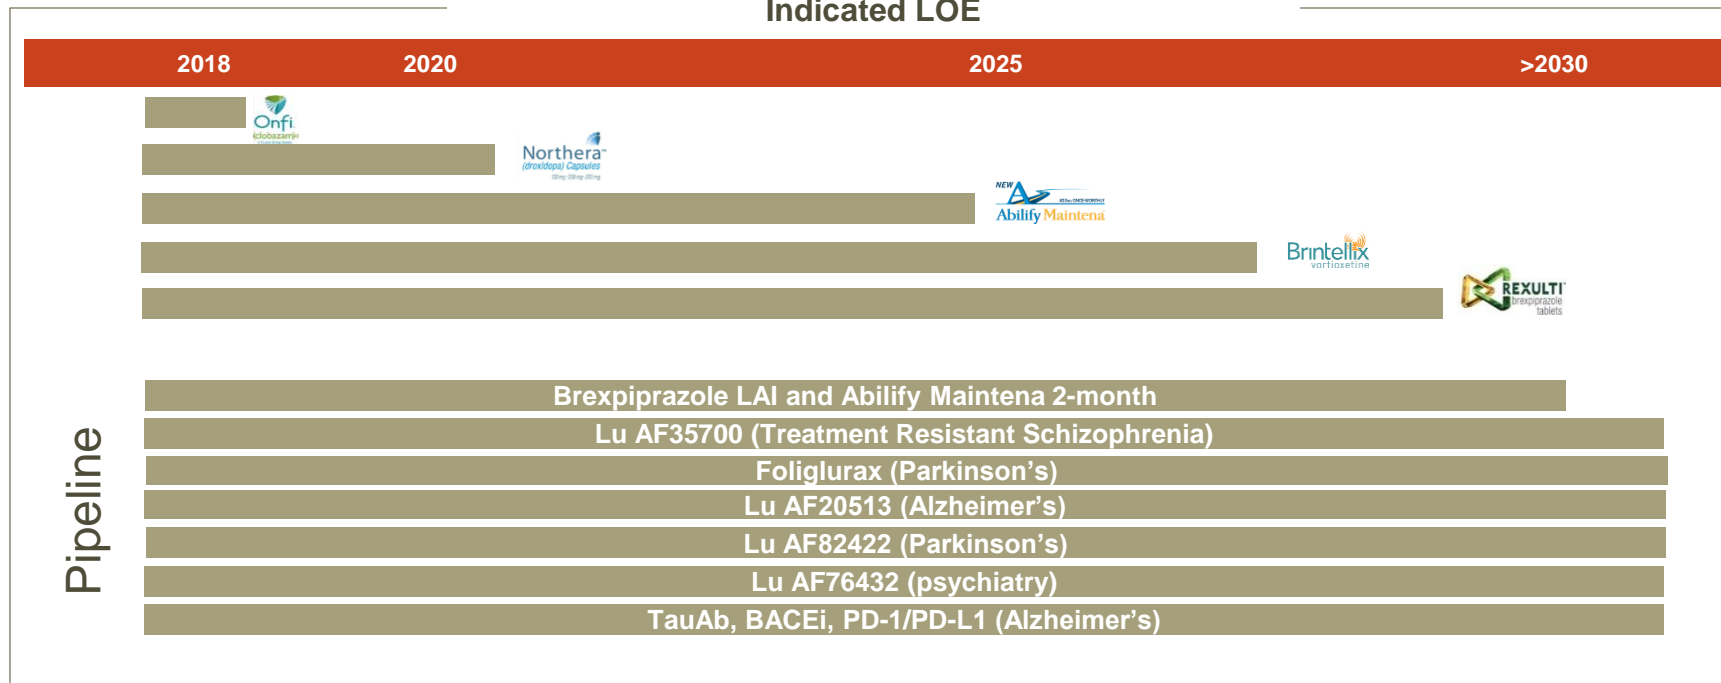 Indicated LOE
2018 2020 2025 >2030
Onfi
(clobazam)
Northera™
(droxidopa) Capsules
NEW
Abilify Maintena
Brintellix
vortioxetine
REXULTI
brexpiprazole
tablets
Pipeline
Brexpiprazole LAI and Abilify Maintena 2-month
Lu AF35700 (Treatment Resistant Schizophrenia)
Foliglurax (Parkinson's)
Lu AF20513 (Alzheimer's)
Lu AF82422 (Parkinson's)
Lu AF76432 (psychiatry)
TauAb, BACEi, PD-1/PD-L1 (Alzheimer's)